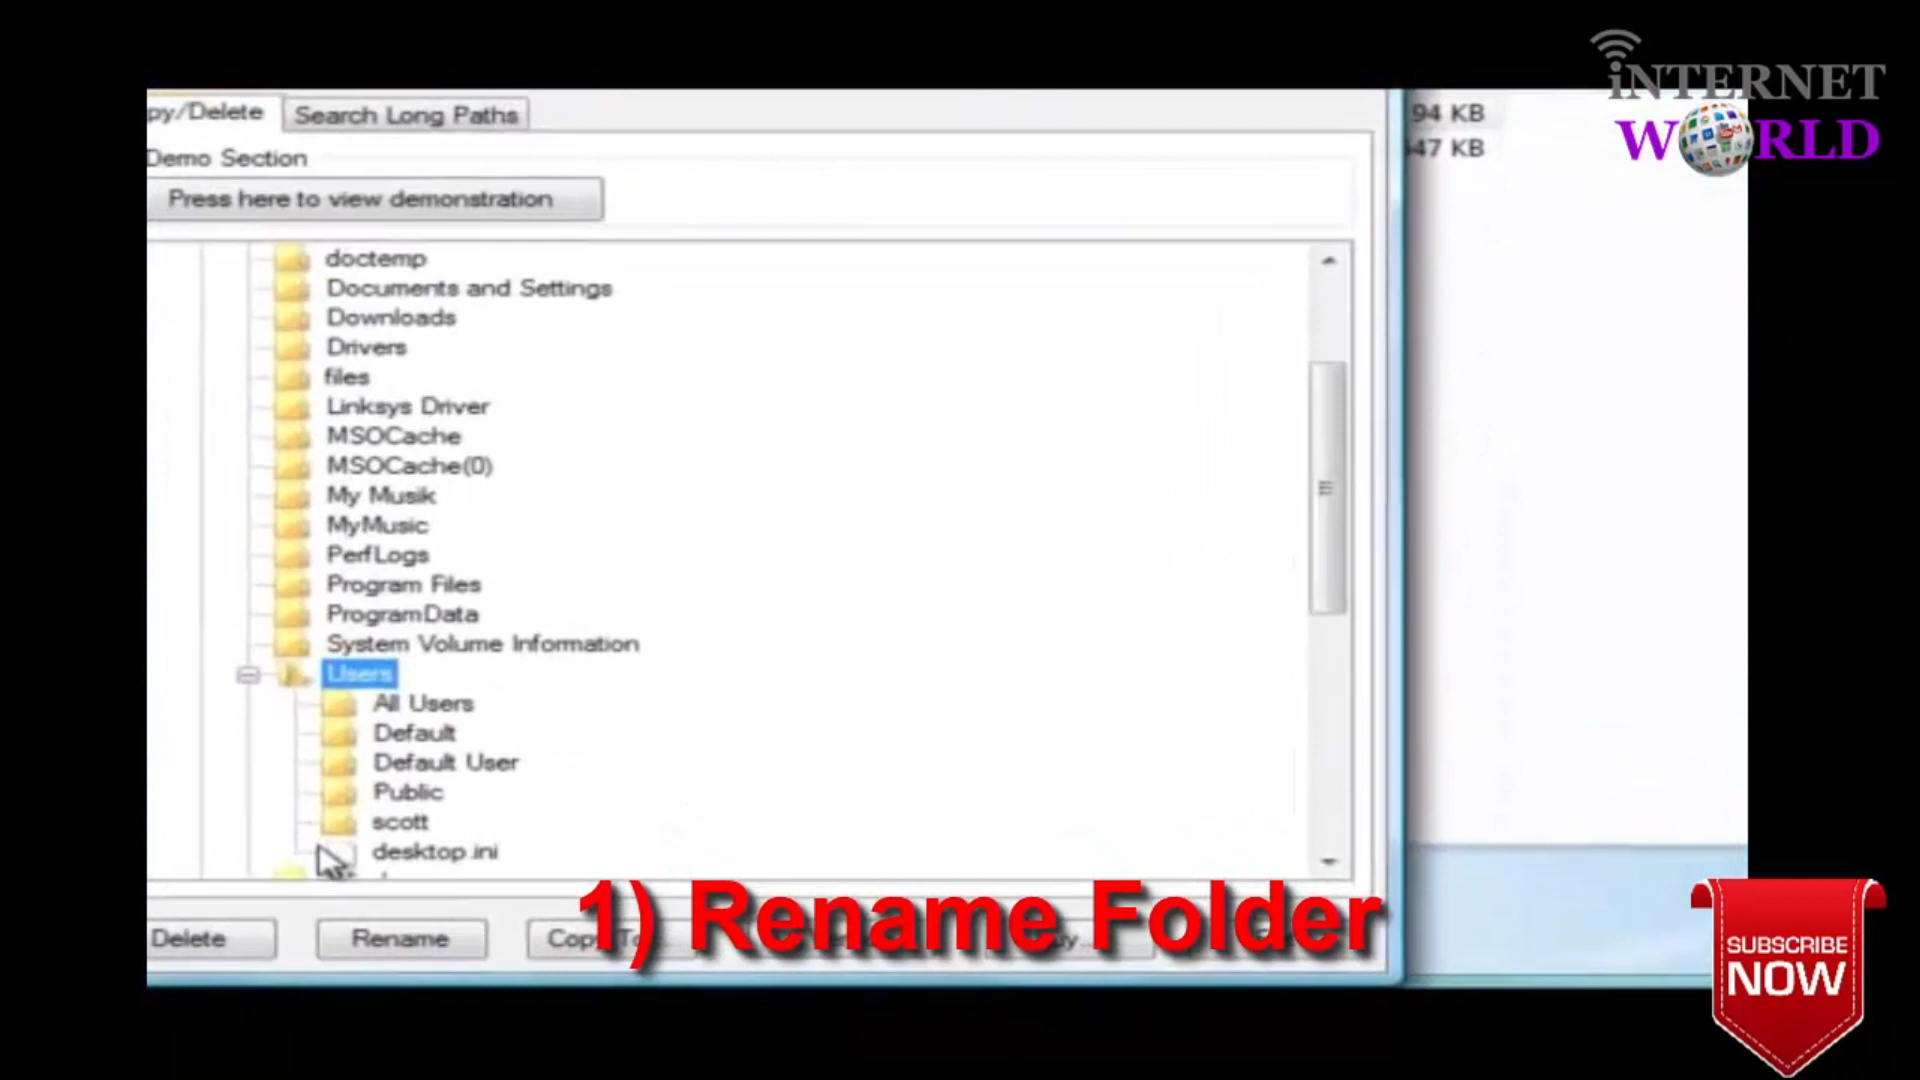 iNTERNET
WORLD
py/Delete
Search Long Paths
94 KB
47 KB
Demo Section
Press here to view demonstration
doctemp
Documents and Settings
Downloads
Drivers
files
Linksys Driver
MSOCache
MSOCache(0)
My Musik
MyMusic
PerfLogs
Program Files
ProgramData
System Volume Information
Users
All Users
Default
Default User
Public
scott
desktop.ini
1) Rename Folder
Delete
Rename
SUBSCRIBE
NOW